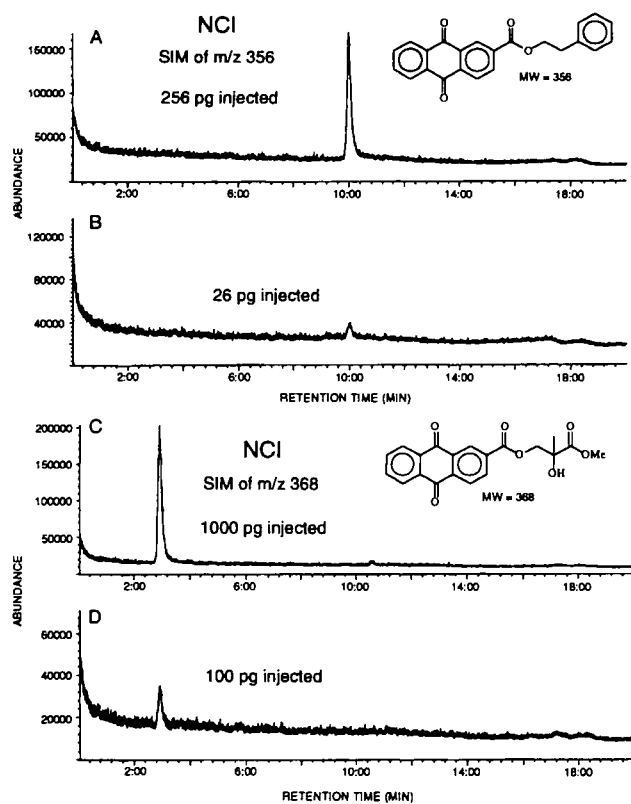 A
NCI
SIM of m/z 356
256 pg injected
150000
100000
50000
O
O
O
O
MW = 356
2:00
6:00
10:00
14:00
18:00
ABUNDANCE
B
26 pg injected
120000
80000
40000
2:00
6:00
10:00
14:00
18:00
RETENTION TIME (MIN)
C
NCI
SIM of m/z 368
1000 pg injected
200000
150000
100000
50000
O
O
O
O
O
OMe
OH
MW = 368
2:00
6:00
10:00
14:00
18:00
ABUNDANCE
D
100 pg injected
60000
40000
20000
2:00
6:00
10:00
14:00
18:00
RETENTION TIME (MIN)